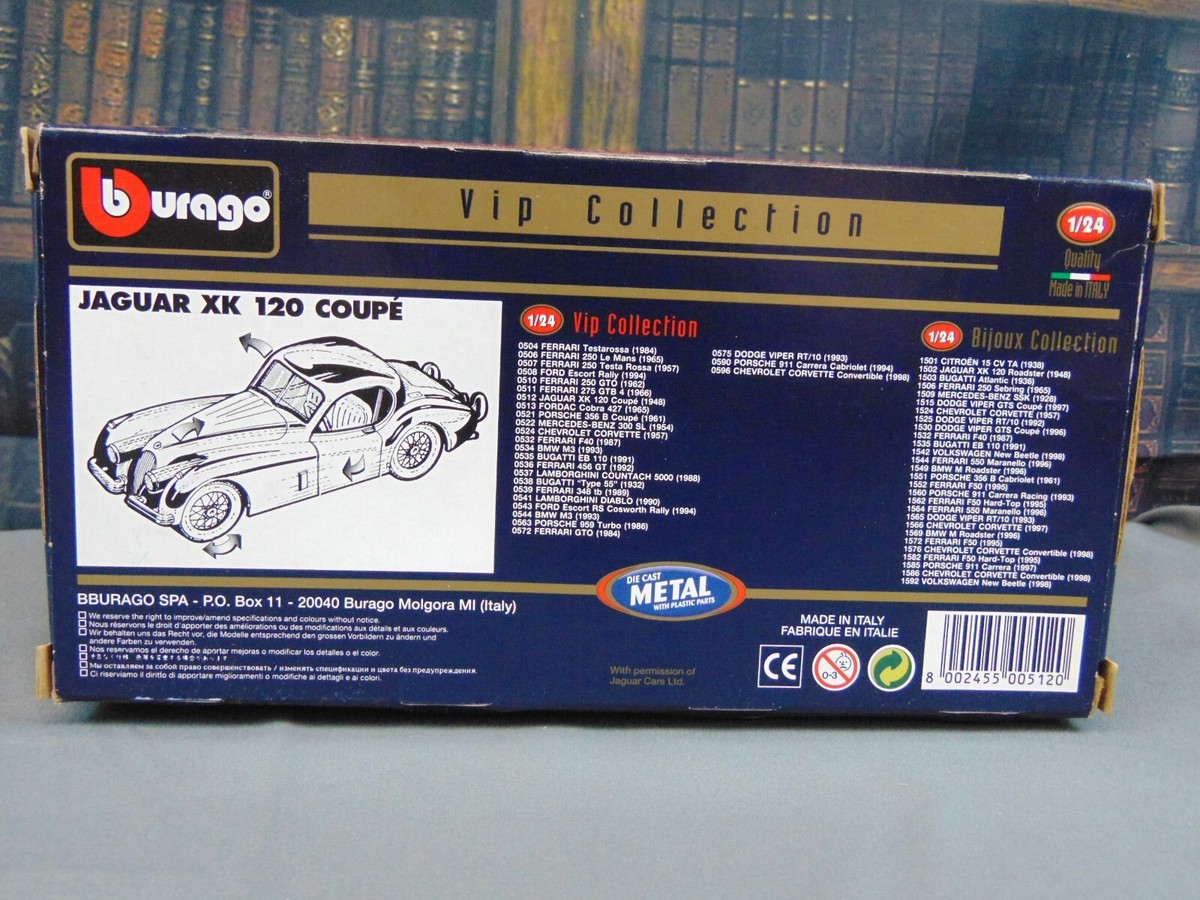 burago®
Vip Collection
1/24
Quality
Made in ITALY
JAGUAR XK 120 COUPÉ
1/24 Vip Collection
0504 FERRARI Testarossa (1984)
0506 FERRARI 250 Le Mans (1965)
0507 FERRARI 250 Testa Rossa (1957)
0508 FORD Escort Rally (1994)
0510 FERRARI 250 GTO (1962)
0511 FERRARI 275 GTB 4 (1966)
0512 JAGUAR XK 120 Coupé (1948)
0513 FORDAC Cobra 427 (1965)
0521 PORSCHE 356 B Coupé (1961)
0522 MERCEDES-BENZ 300 SL (1954)
0524 CHEVROLET CORVETTE (1957)
0532 FERRARI F40 (1987)
0534 BMW M3 (1993)
0535 BUGATTI EB 110 (1991)
0536 FERRARI 456 GT (1992)
0537 LAMBORGHINI COUNTACH 5000 (1988)
0538 BUGATTI "Type 55" (1932)
0539 FERRARI 348 tb (1989)
0541 LAMBORGHINI DIABLO (1990)
0543 FORD Escort RS Cosworth Rally (1994)
0544 BMW M3 (1993)
0563 PORSCHE 959 Turbo (1986)
0572 FERRARI GTO (1984)
0575 DODGE VIPER RT/10 (1993)
0590 PORSCHE 911 Carrera Cabriolet (1994)
0596 CHEVROLET CORVETTE Convertible (1998)
1/24 Bijoux Collection
1501 CITROËN 15 CV TA (1938)
1502 JAGUAR XK 120 Roadster (1948)
1503 BUGATTI Atlantic (1936)
1506 FERRARI 250 Sebring (1965)
1509 MERCEDES-BENZ SSK (1928)
1515 DODGE VIPER GTS Coupé (1997)
1524 CHEVROLET CORVETTE (1957)
1525 DODGE VIPER RT/10 (1992)
1530 DODGE VIPER GTS Coupé (1996)
1532 FERRARI F40 (1987)
1535 BUGATTI EB 110 (1991)
1542 VOLKSWAGEN New Beetle (1998)
1544 FERRARI 550 Maranello (1996)
1549 BMW M Roadster (1996)
1551 PORSCHE 356 B Cabriolet (1961)
1552 FERRARI F50 (1995)
1560 PORSCHE 911 Carrera Racing (1993)
1562 FERRARI F50 Hard-Top (1995)
1564 FERRARI 550 Maranello (1996)
1565 DODGE VIPER RT/10 (1993)
1566 CHEVROLET CORVETTE (1997)
1569 BMW M Roadster (1996)
1572 FERRARI F50 (1995)
1576 CHEVROLET CORVETTE Convertible (1998)
1582 FERRARI F50 Hard-Top (1995)
1585 PORSCHE 911 Carrera (1997)
1586 CHEVROLET CORVETTE Convertible (1998)
1592 VOLKSWAGEN New Beetle (1998)
DIE CAST
METAL
WITH PLASTIC PARTS
BBURAGO SPA - P.O. Box 11 - 20040 Burago Molgora MI (Italy)
We reserve the right to improve/amend specifications and colours without notice.
Nous réservons le droit d'apporter des améliorations ou des modifications aux détails et aux couleurs.
Wir behalten uns das Recht vor, die Modelle entsprechend den grossen Vorbildern zu ändern und
andere Farben zu verwenden.
Nos reservamos el derecho de aportar mejoras o modificar los detalles o el color.
Мы оставляем за собой право совершенствовать / изменять спецификации и цвета без предупреждения.
Ci riserviamo il diritto di apportare miglioramenti o modifiche ai dettagli e ai colori.
With permission of
Jaguar Cars Ltd.
MADE IN ITALY
FABRIQUE EN ITALIE
CE
0-3
8 002455 005120